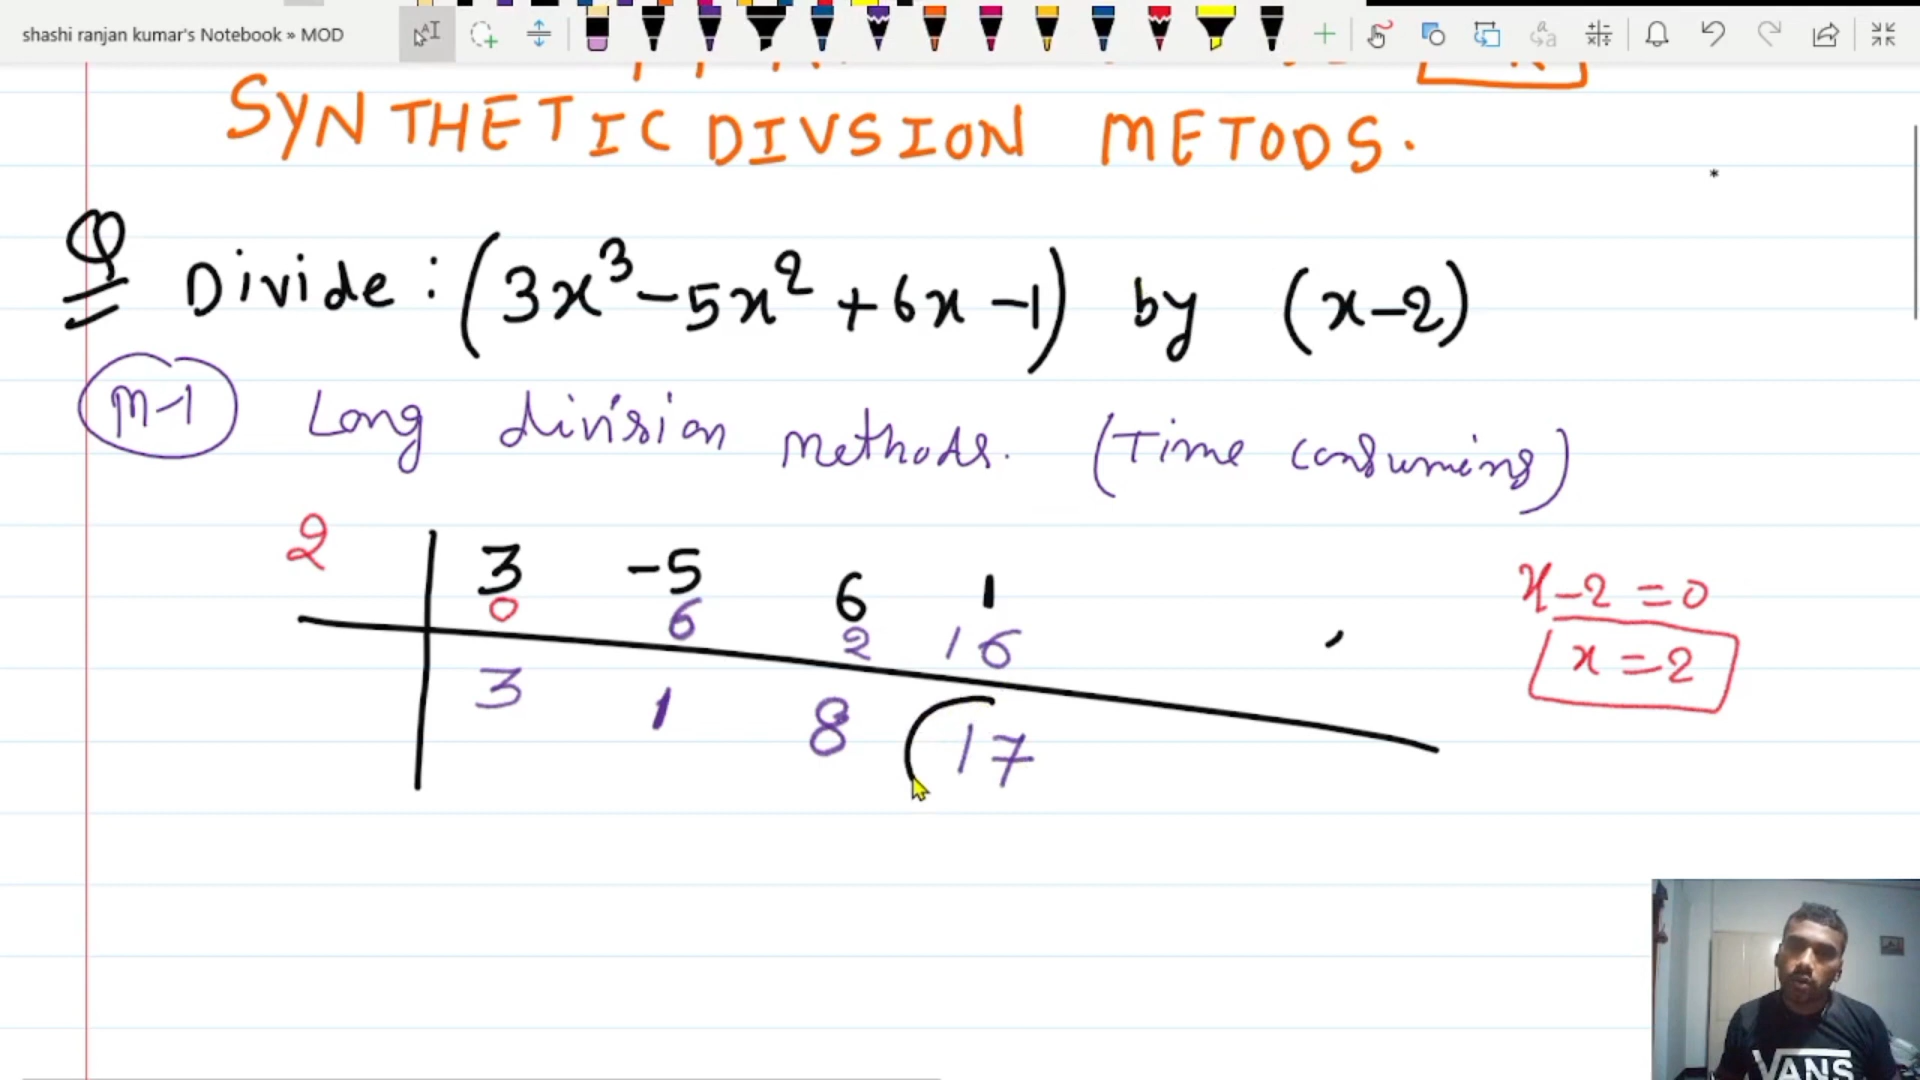 shashi ranjan kumar's Notebook » MOD
SYNTHETIC DIVSION METODS.
Q Divide : (3x³-5x²+6x-1) by (x-2)
M-1 Long division Methods. (Time consuming)
2 3 -5 6 1
0 6 2 16
3 1 8 17
x-2=0
x=2
VANS